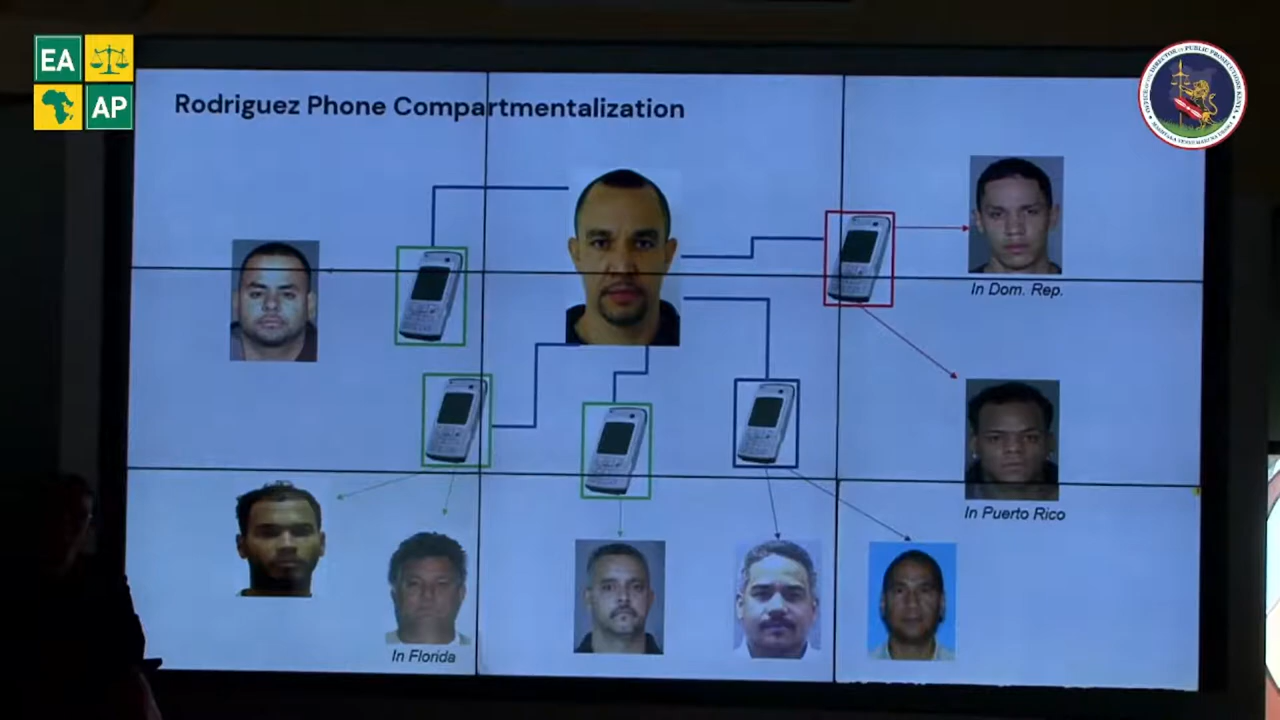 EA
AP
Rodriguez Phone Compartmentalization
In Dom. Rep.
In Puerto Rico
In Florida